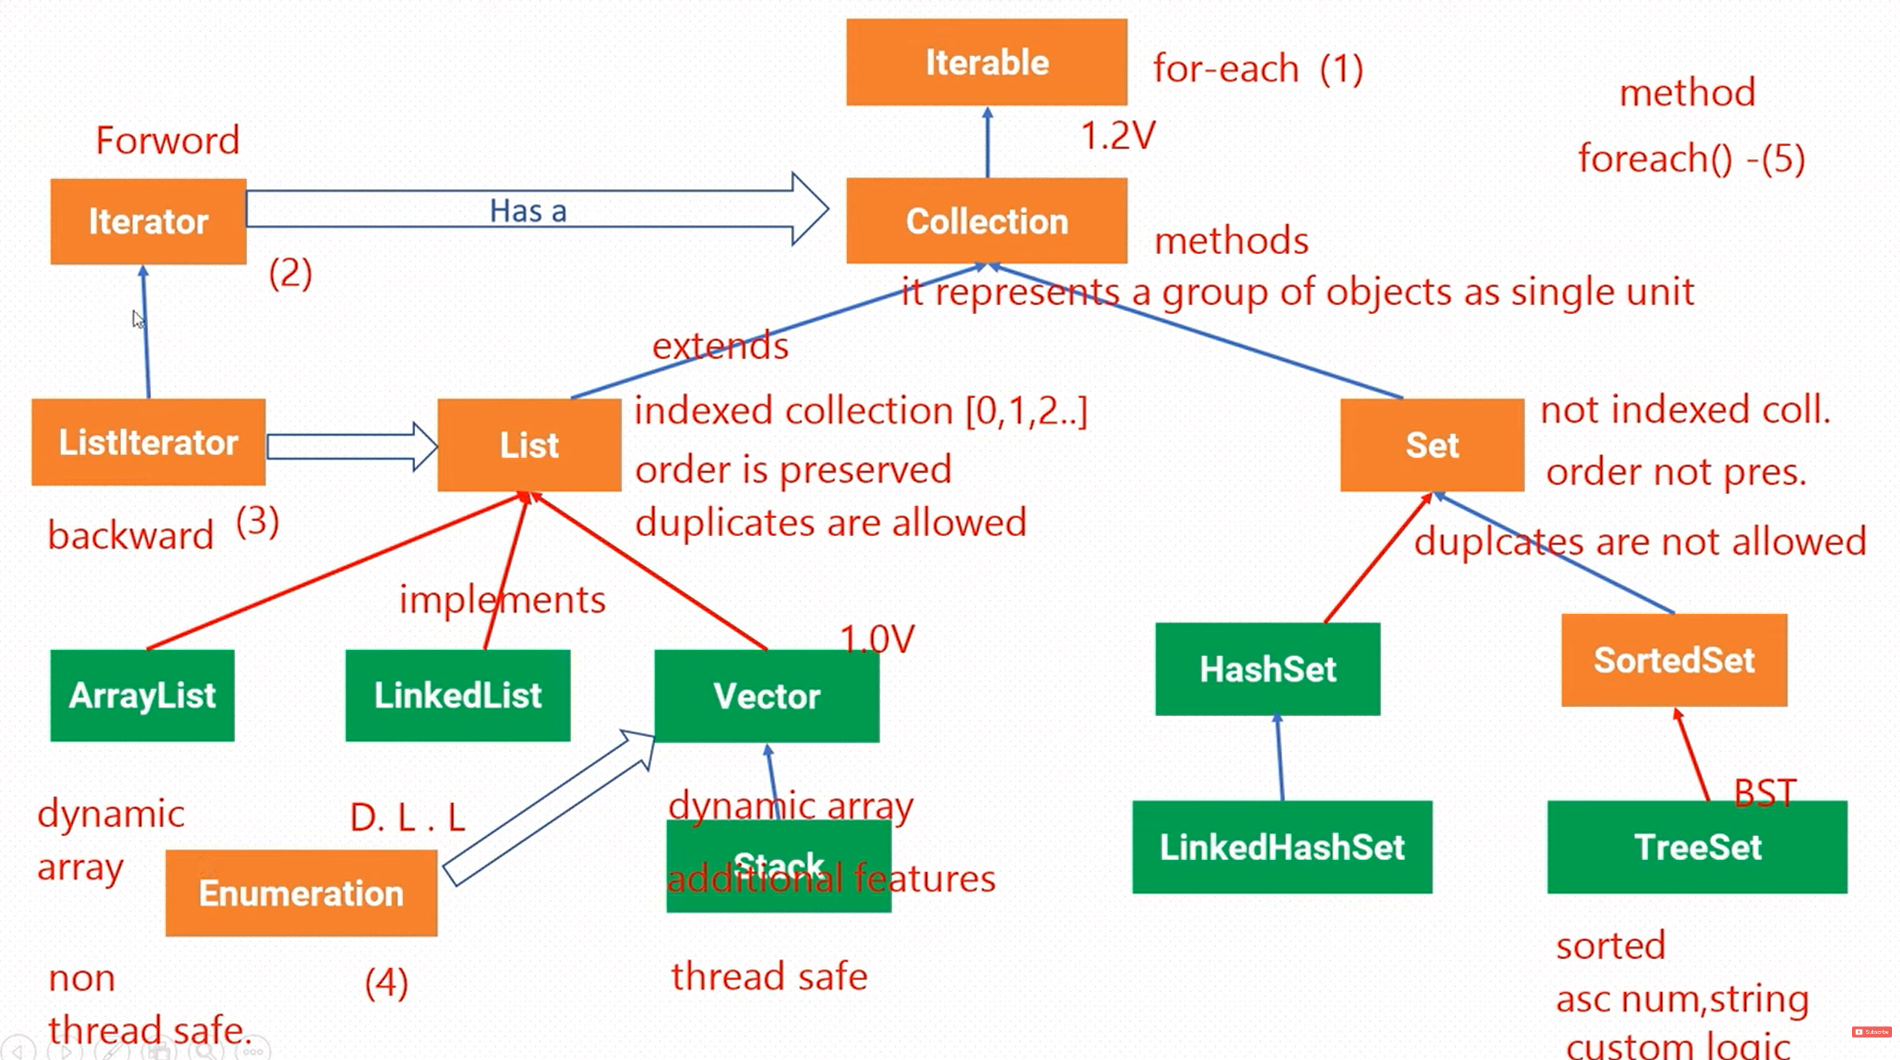 Iterable
for-each (1)
method
foreach() -(5)
1.2V
Forword
Iterator
Has a
Collection
(2)
methods
it represents a group of objects as single unit
extends
ListIterator
List
indexed collection [0,1,2..]
order is preserved
duplicates are allowed
Set
not indexed coll.
order not pres.
duplcates are not allowed
backward (3)
implements
1.0V
ArrayList
LinkedList
Vector
HashSet
SortedSet
dynamic
array
D. L . L
dynamic array
Stack
additional features
BST
LinkedHashSet
TreeSet
Enumeration
(4)
non
thread safe.
thread safe
sorted
asc num,string
custom logic
Subscribe